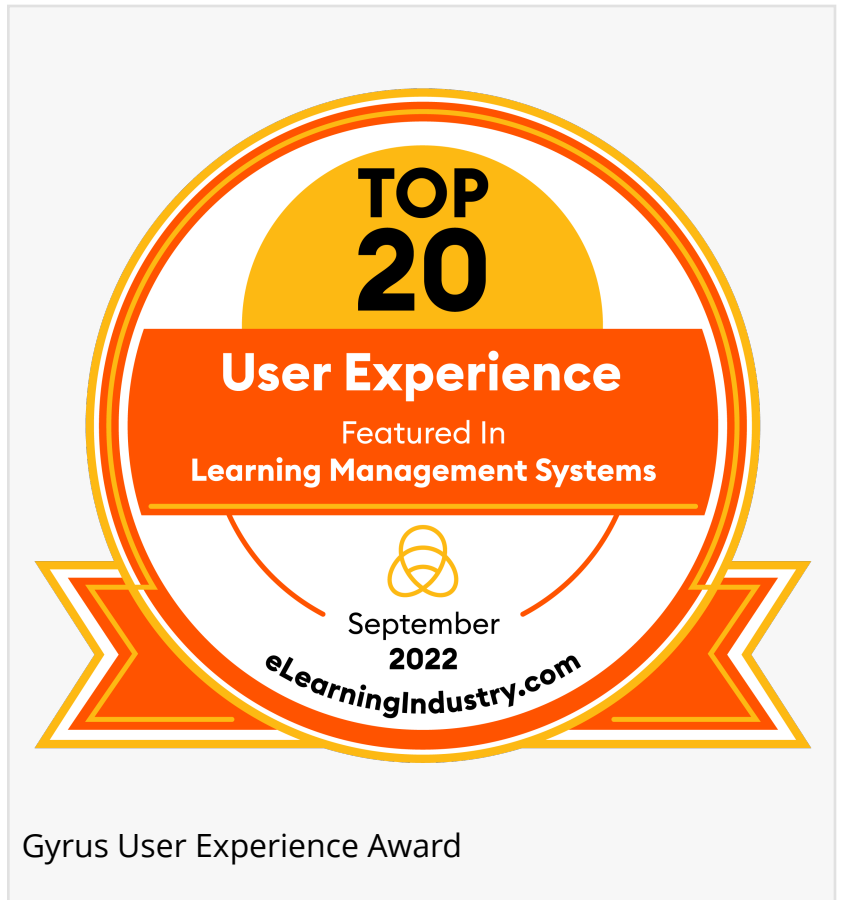 TOP
20
User Experience
Featured In
Learning Management Systems
September
2022
eLearningIndustry.com
Gyrus User Experience Award